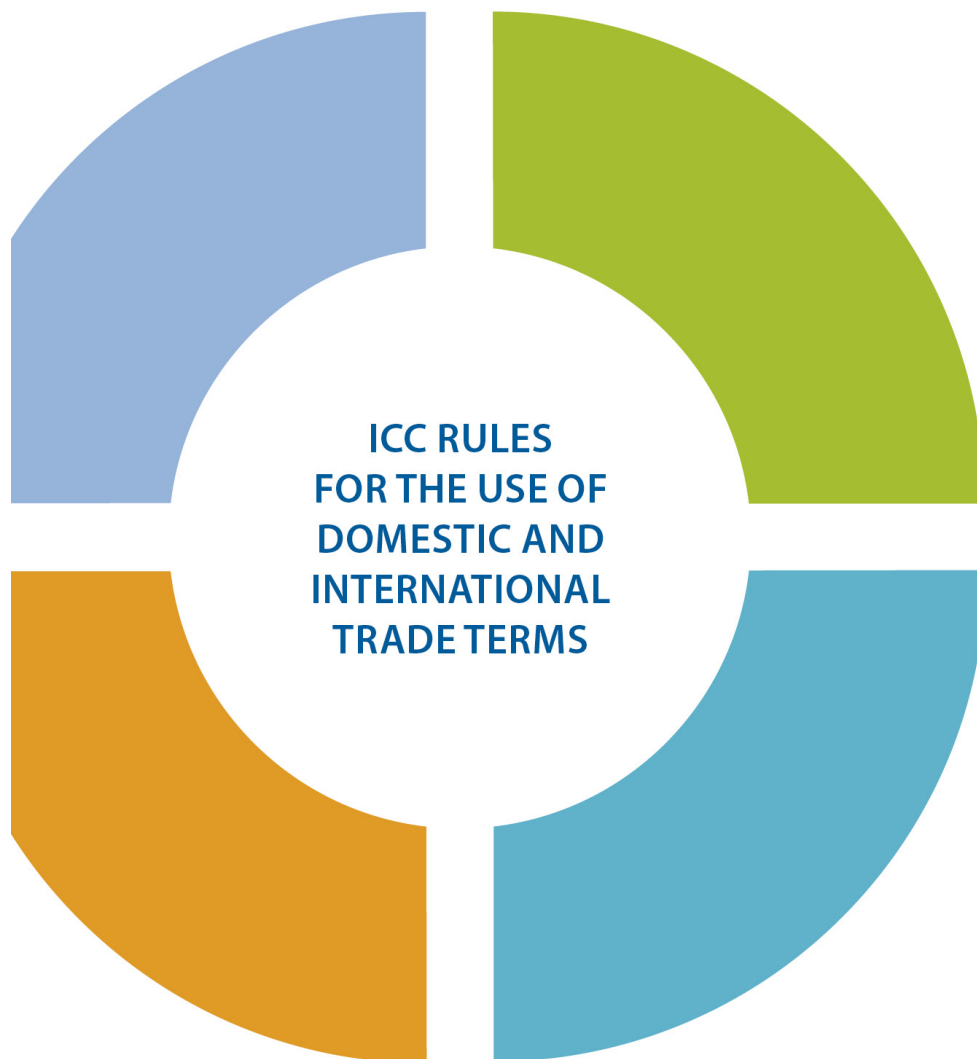 ICC RULES
FOR THE USE OF
DOMESTIC AND
INTERNATIONAL
TRADE TERMS